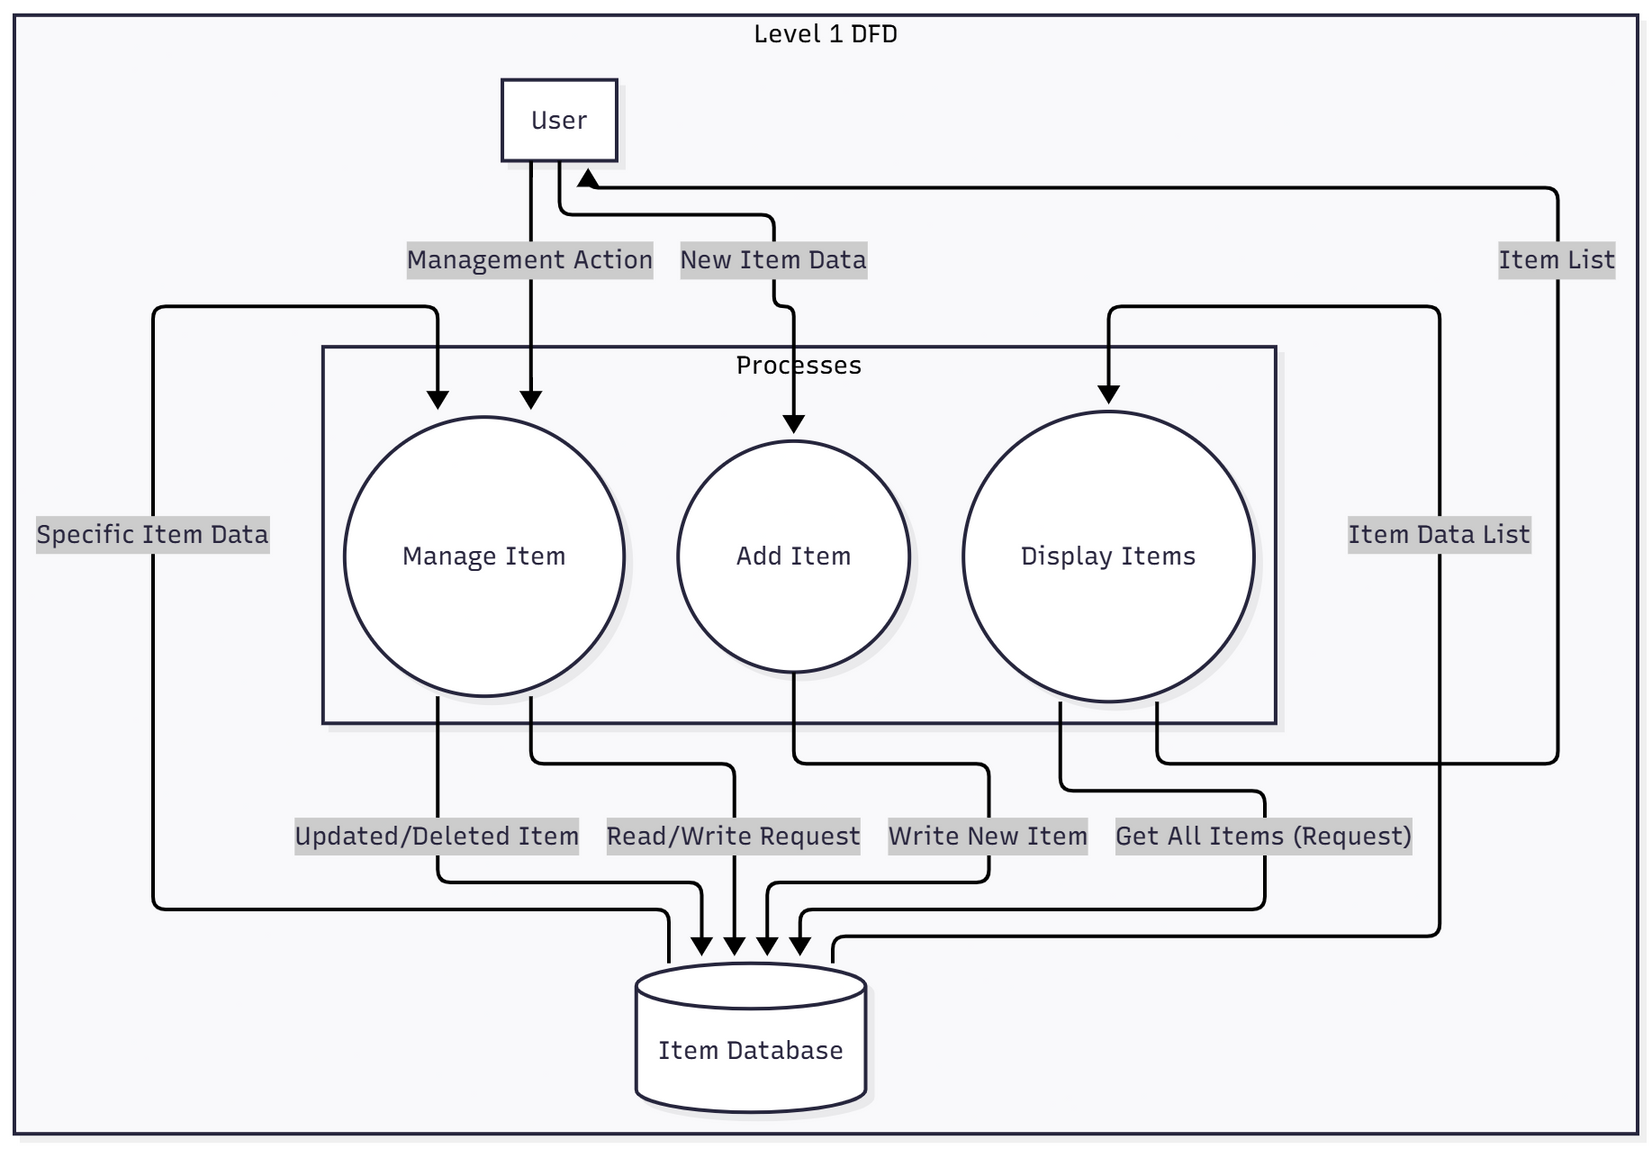 Level 1 DFD
User
Management Action
New Item Data
Item List
Processes
Specific Item Data
Item Data List
Manage Item
Add Item
Display Items
Updated/Deleted Item
Read/Write Request
Write New Item
Get All Items (Request)
Item Database